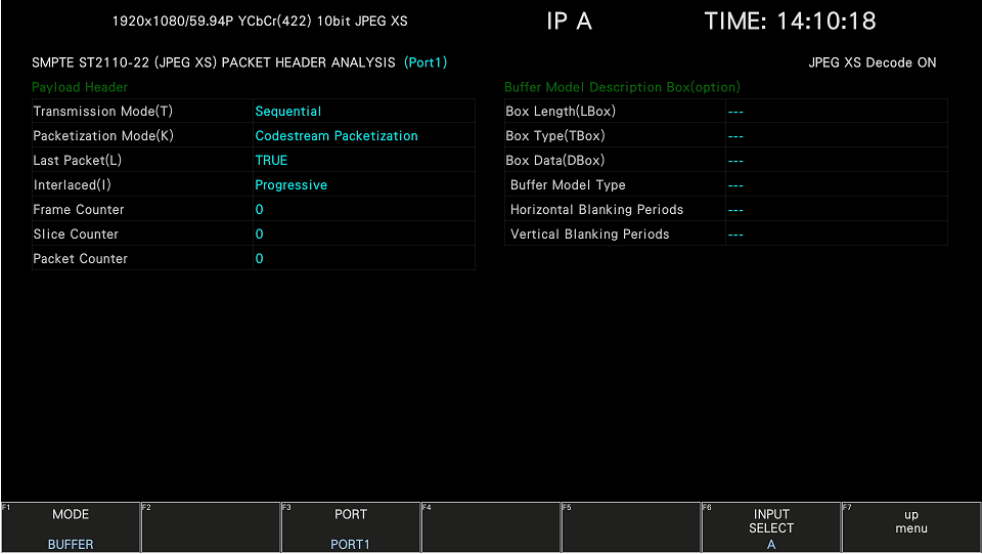 1920x1080/59.94P YCbCr(422) 10bit JPEG XS IP A TIME: 14:10:18
SMPTE ST2110-22 (JPEG XS) PACKET HEADER ANALYSIS (Port1) JPEG XS Decode ON
Payload Header
Transmission Mode(T) Sequential
Packetization Mode(K) Codestream Packetization
Last Packet(L) TRUE
Interlaced(I) Progressive
Frame Counter 0
Slice Counter 0
Packet Counter 0
Buffer Model Description Box(option)
Box Length(LBox) ---
Box Type(TBox) ---
Box Data(DBox) ---
Buffer Model Type ---
Horizontal Blanking Periods ---
Vertical Blanking Periods ---
F1 MODE
BUFFER
F2
F3 PORT
PORT1
F4
F5
F6 INPUT
SELECT
A
F7 up
menu